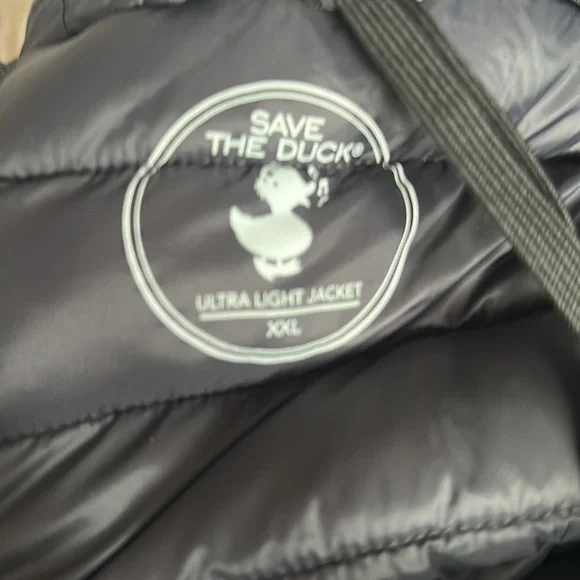 SAVE
THE DUCK®
ULTRA LIGHT JACKET
XXL